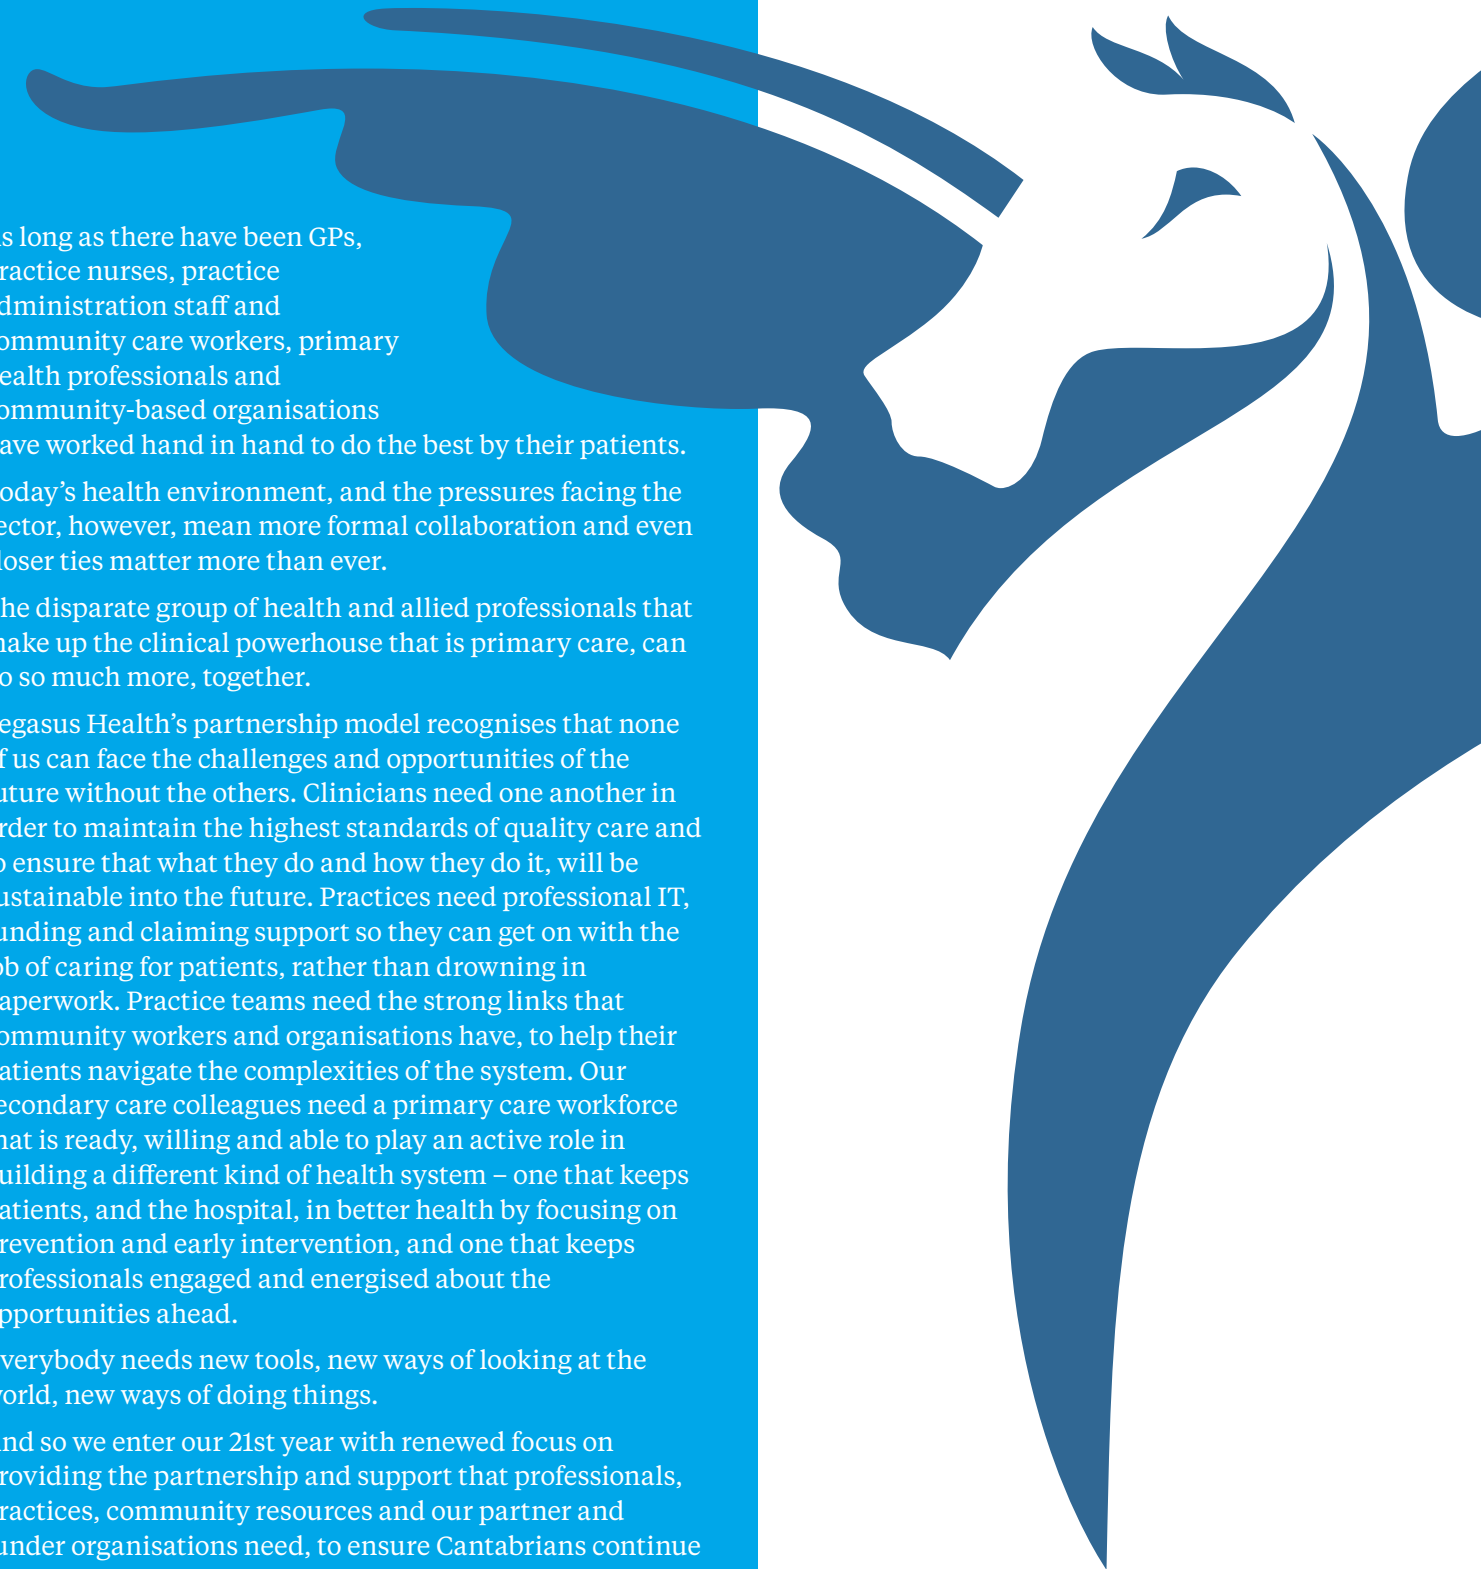 s long as there have been GPs,
ractice nurses, practice
dministration staff and
ommunity care workers, primary
ealth professionals and
ommunity-based organisations
ave worked hand in hand to do the best by their patients.
oday’s health environment, and the pressures facing the
ector, however, mean more formal collaboration and even
loser ties matter more than ever.
he disparate group of health and allied professionals that
ake up the clinical powerhouse that is primary care, can
o so much more, together.
egasus Health’s partnership model recognises that none
f us can face the challenges and opportunities of the
uture without the others. Clinicians need one another in
rder to maintain the highest standards of quality care and
o ensure that what they do and how they do it, will be
ustainable into the future. Practices need professional IT,
unding and claiming support so they can get on with the
ob of caring for patients, rather than drowning in
aperwork. Practice teams need the strong links that
ommunity workers and organisations have, to help their
atients navigate the complexities of the system. Our
econdary care colleagues need a primary care workforce
hat is ready, willing and able to play an active role in
uilding a different kind of health system – one that keeps
atients, and the hospital, in better health by focusing on
revention and early intervention, and one that keeps
rofessionals engaged and energised about the
pportunities ahead.
verybody needs new tools, new ways of looking at the
orld, new ways of doing things.
nd so we enter our 21st year with renewed focus on
roviding the partnership and support that professionals,
ractices, community resources and our partner and
under organisations need, to ensure Cantabrians continue